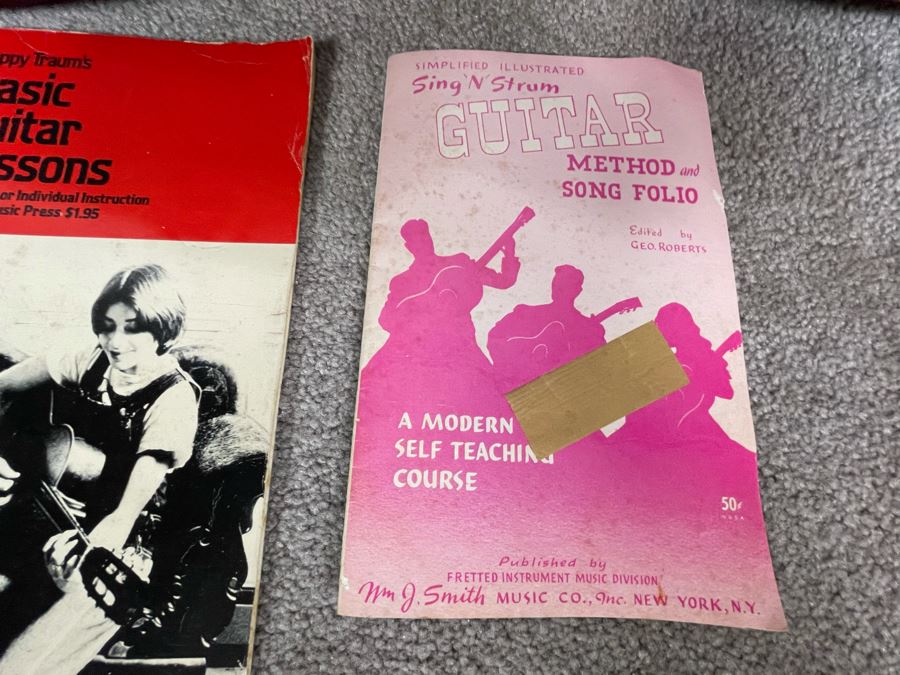 ppy Traum's
asic
uitar
ssons
or Individual Instruction
usic Press $1.95
SIMPLIFIED ILLUSTRATED
Sing 'N' Strum
GUITAR
METHOD and
SONG FOLIO
Edited by
GEO. ROBERTS
A MODERN
SELF TEACHING
COURSE
50¢
Published by
FRETTED INSTRUMENT MUSIC DIVISION
Wm J. Smith MUSIC CO., Inc. NEW YORK, N.Y.